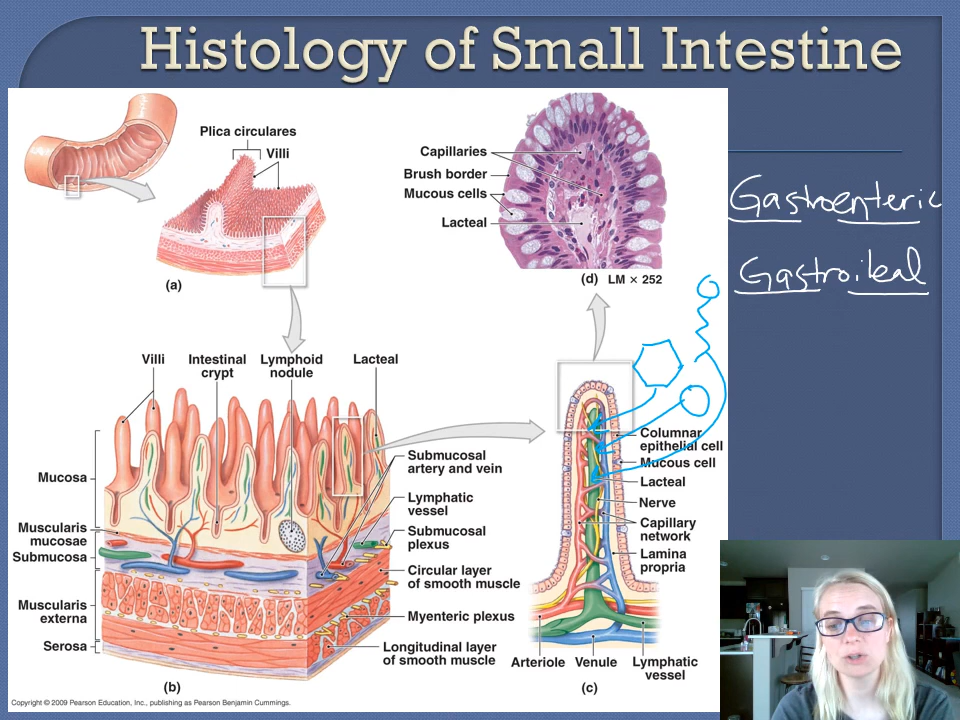 Histology of Small Intestine
Plica circulares
Villi
(a)
Capillaries
Brush border
Mucous cells
Lacteal
(d) LM × 252
Gastroenteric
Gastroileal
Villi
Intestinal
crypt
Lymphoid
nodule
Lacteal
Mucosa
Muscularis
mucosae
Submucosa
Muscularis
externa
Serosa
Submucosal
artery and vein
Lymphatic
vessel
Submucosal
plexus
Circular layer
of smooth muscle
Myenteric plexus
Longitudinal layer
of smooth muscle
(b)
Columnar
epithelial cell
Mucous cell
Lacteal
Nerve
Capillary
network
Lamina
propria
Arteriole
Venule
Lymphatic
vessel
(c)
Copyright © 2009 Pearson Education, Inc., publishing as Pearson Benjamin Cummings.